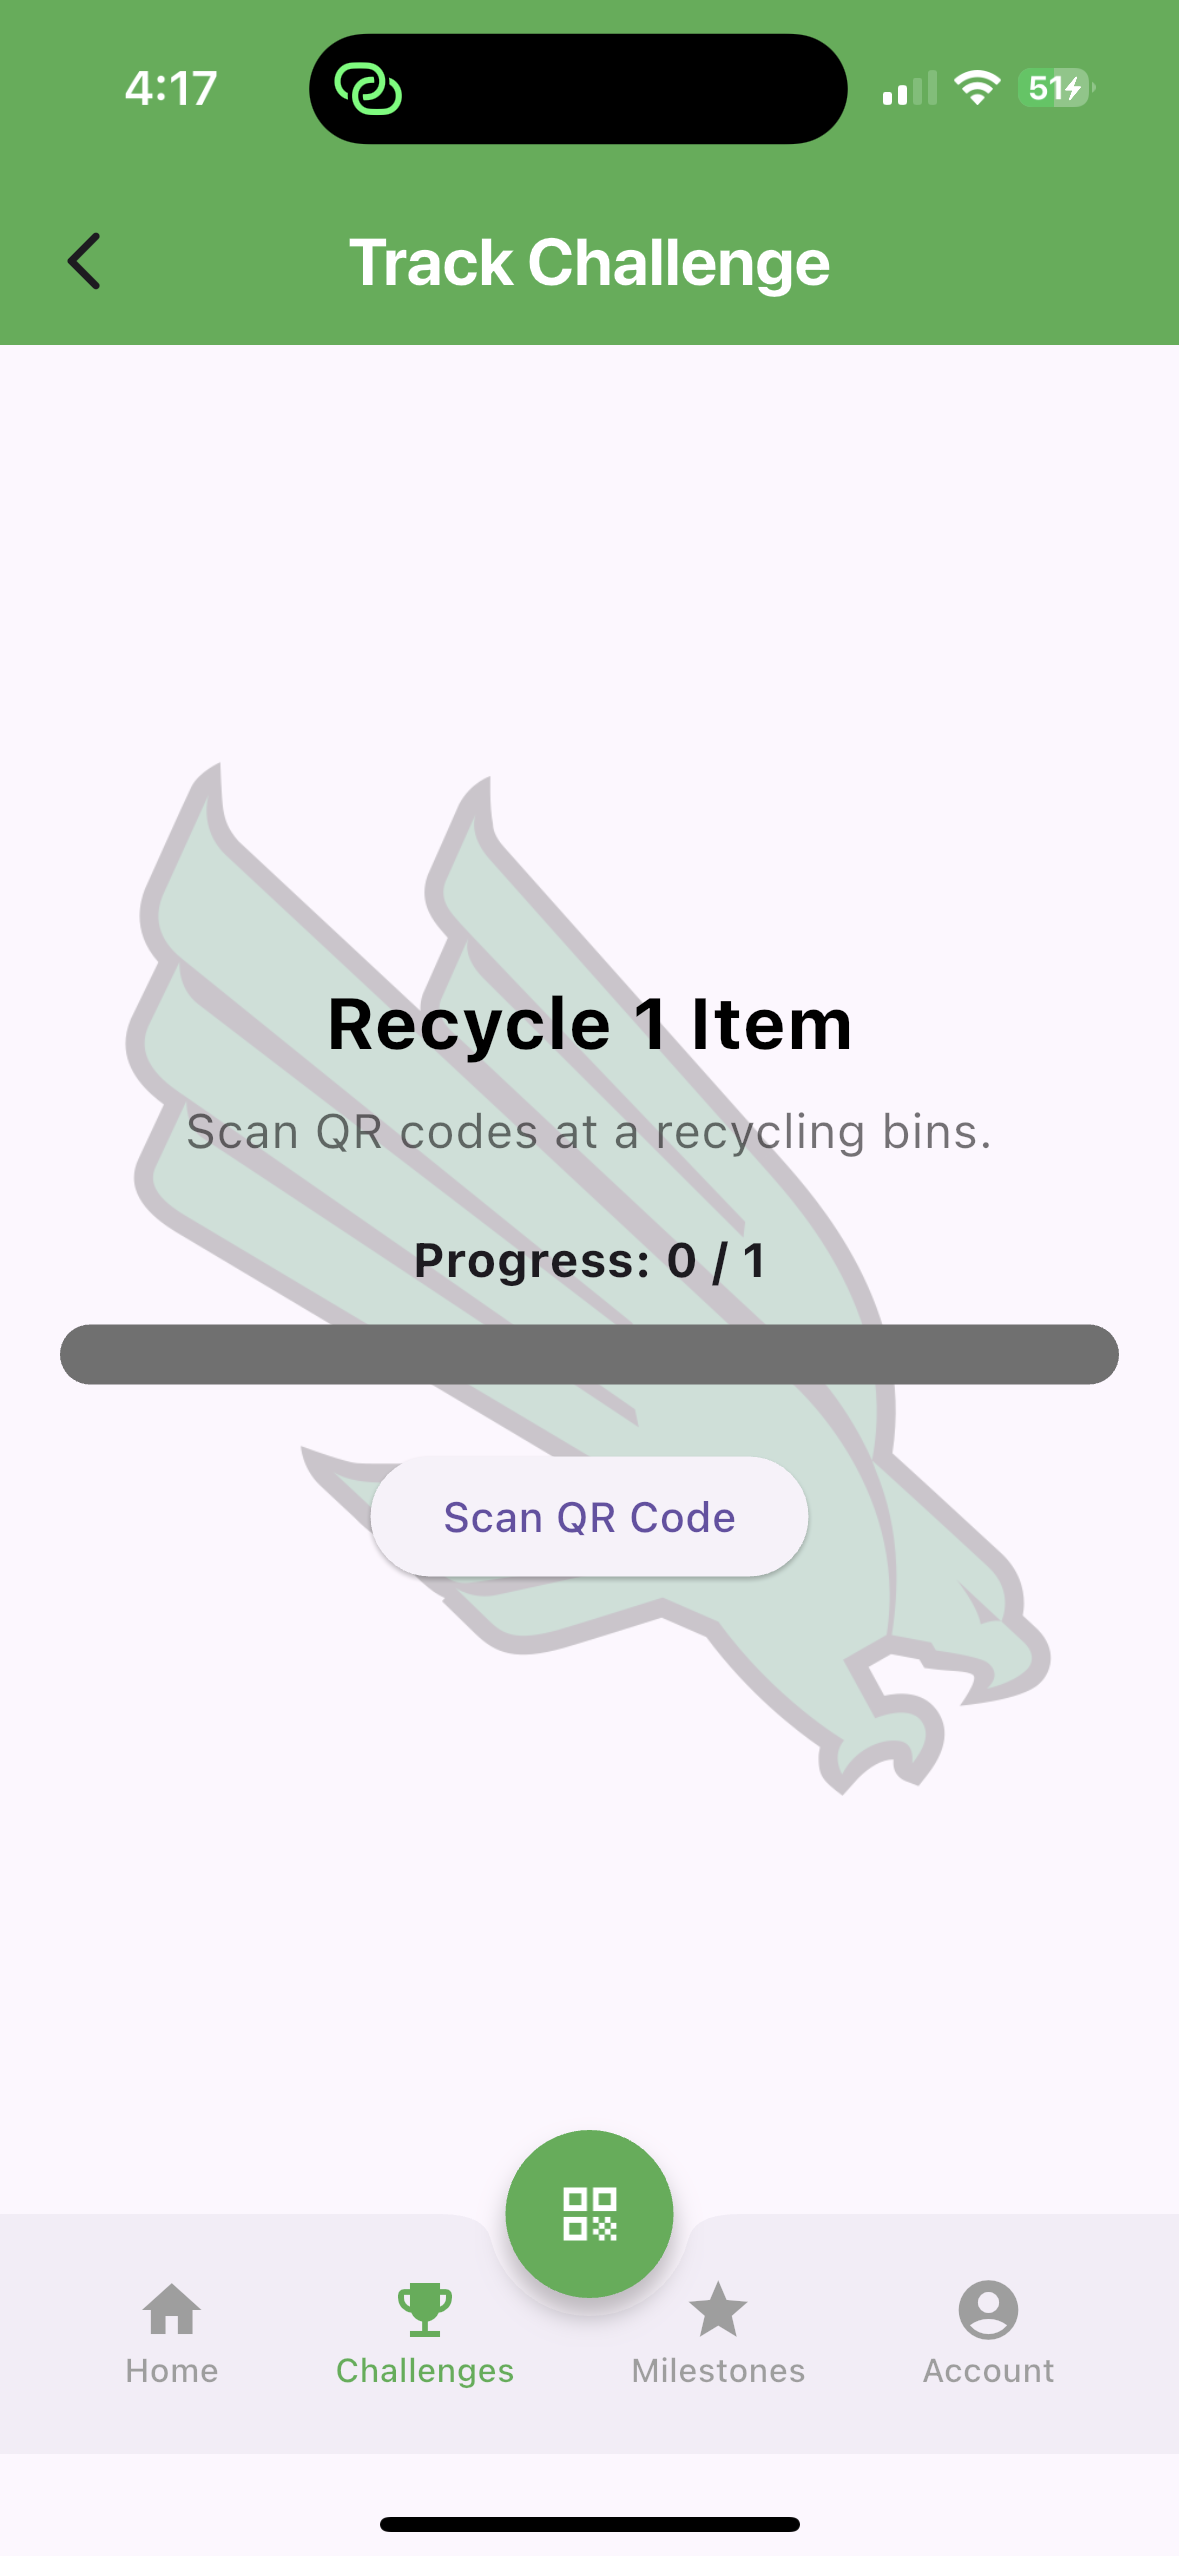 4:17
51
Track Challenge
Recycle 1 Item
Scan QR codes at a recycling bins.
Progress: 0 / 1
Scan QR Code
Home
Challenges
Milestones
Account